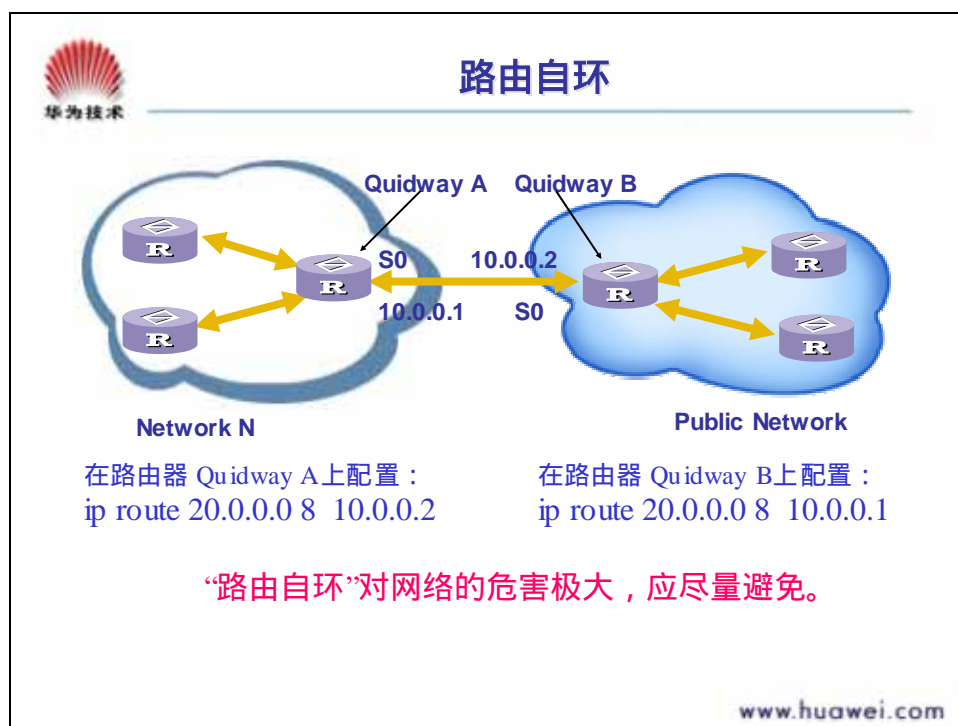 路由自环
华为技术
Quidway A
Quidway B
S0
10.0.0.2
10.0.0.1
S0
R
R
R
R
R
R
Network N
Public Network
在路由器 Quidway A上配置：
ip route 20.0.0.0 8 10.0.0.2
在路由器 Quidway B上配置：
ip route 20.0.0.0 8 10.0.0.1
“路由自环”对网络的危害极大，应尽量避免。
www.huawei.com